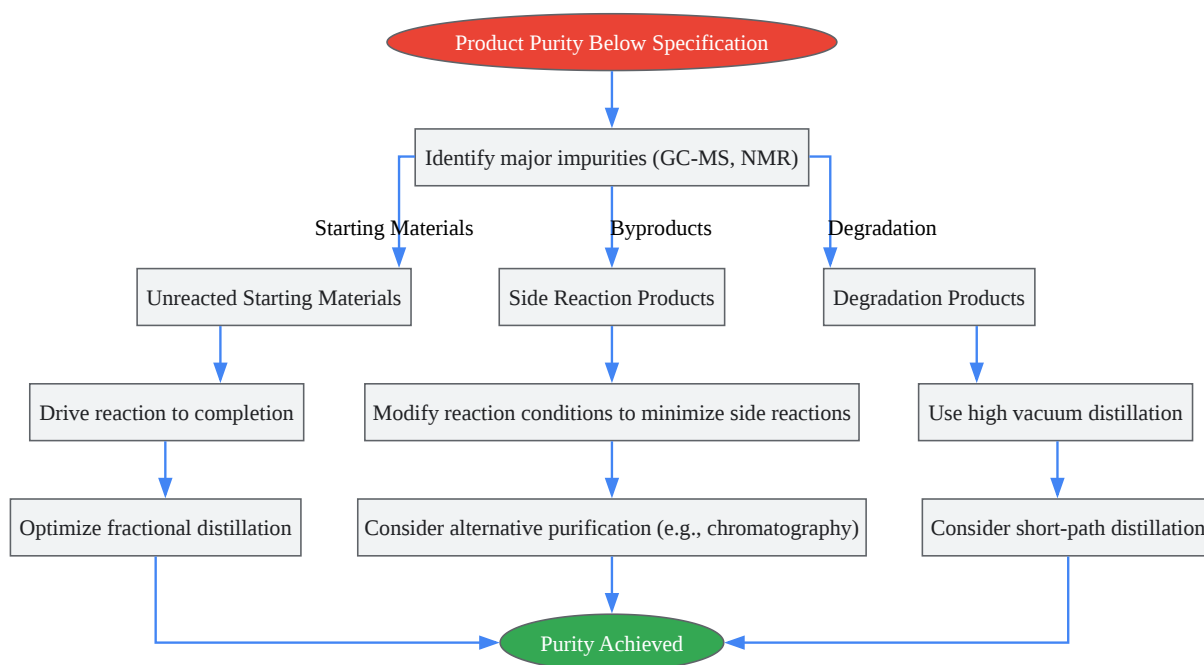 Product Purity Below Specification
Identify major impurities (GC-MS, NMR)
Starting Materials
Byproducts
Degradation
Unreacted Starting Materials
Side Reaction Products
Degradation Products
Drive reaction to completion
Modify reaction conditions to minimize side reactions
Use high vacuum distillation
Optimize fractional distillation
Consider alternative purification (e.g., chromatography)
Consider short-path distillation
Purity Achieved